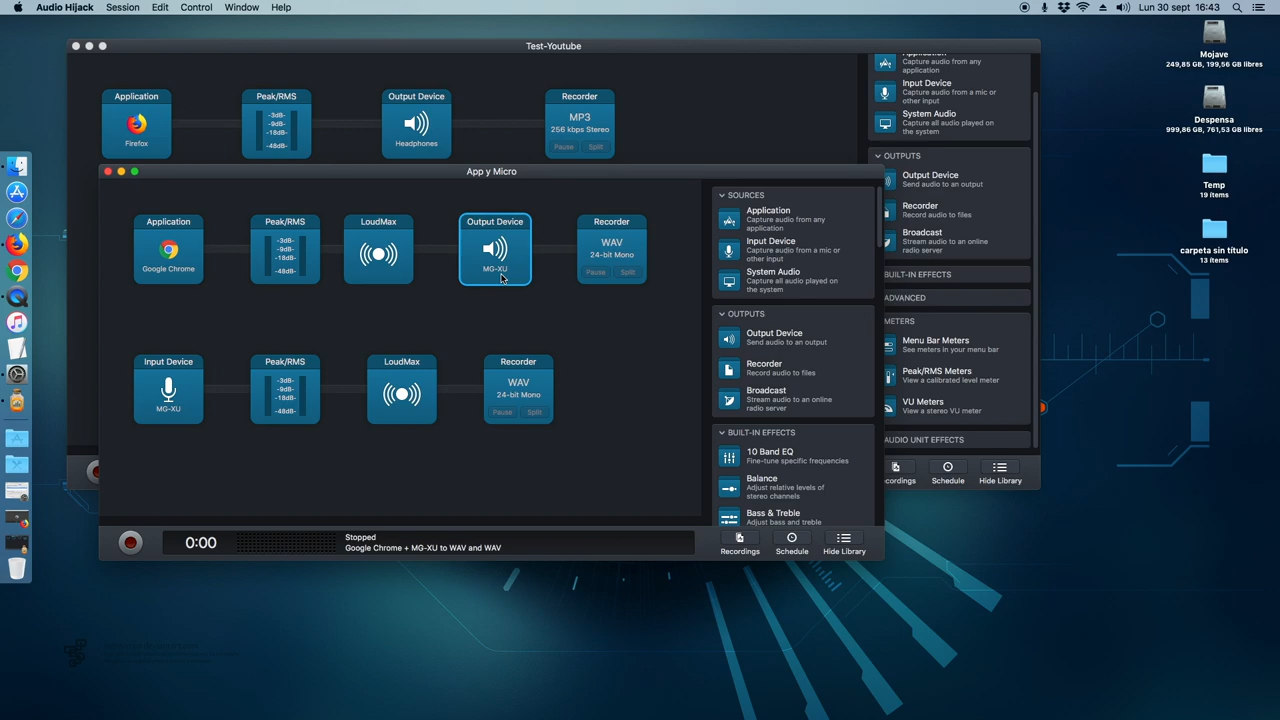 Audio Hijack Session Edit Control Window Help
Lun 30 sept 16:43
Test-Youtube
Application
Firefox
Peak/RMS
-3dB-
-9dB-
-18dB-
-48dB-
Output Device
Headphones
Recorder
MP3
256 kbps Stereo
Pause Split
Capture audio from any
application
Input Device
Capture audio from a mic or
other input
System Audio
Capture all audio played on
the system
OUTPUTS
Output Device
Send audio to an output
Recorder
Record audio to files
Broadcast
Stream audio to an online
radio server
BUILT-IN EFFECTS
ADVANCED
METERS
Menu Bar Meters
See meters in your menu bar
Peak/RMS Meters
View a calibrated level meter
VU Meters
View a stereo VU meter
AUDIO UNIT EFFECTS
ecordings
Schedule
Hide Library
App y Micro
Application
Google Chrome
Peak/RMS
-3dB-
-9dB-
-18dB-
-48dB-
LoudMax
Output Device
MG-XU
Recorder
WAV
24-bit Mono
Pause Split
Input Device
MG-XU
Peak/RMS
-3dB-
-9dB-
-18dB-
-48dB-
LoudMax
Recorder
WAV
24-bit Mono
Pause Split
SOURCES
Application
Capture audio from any
application
Input Device
Capture audio from a mic or
other input
System Audio
Capture all audio played on
the system
OUTPUTS
Output Device
Send audio to an output
Recorder
Record audio to files
Broadcast
Stream audio to an online
radio server
BUILT-IN EFFECTS
10 Band EQ
Fine-tune specific frequencies
Balance
Adjust relative levels of
stereo channels
Bass & Treble
Adjust bass and treble
0:00
Stopped
Google Chrome + MG-XU to WAV and WAV
Recordings
Schedule
Hide Library
Mojave
249,85 GB, 199,56 GB libres
Despensa
999,86 GB, 761,53 GB libres
Temp
19 ítems
carpeta sin título
13 ítems